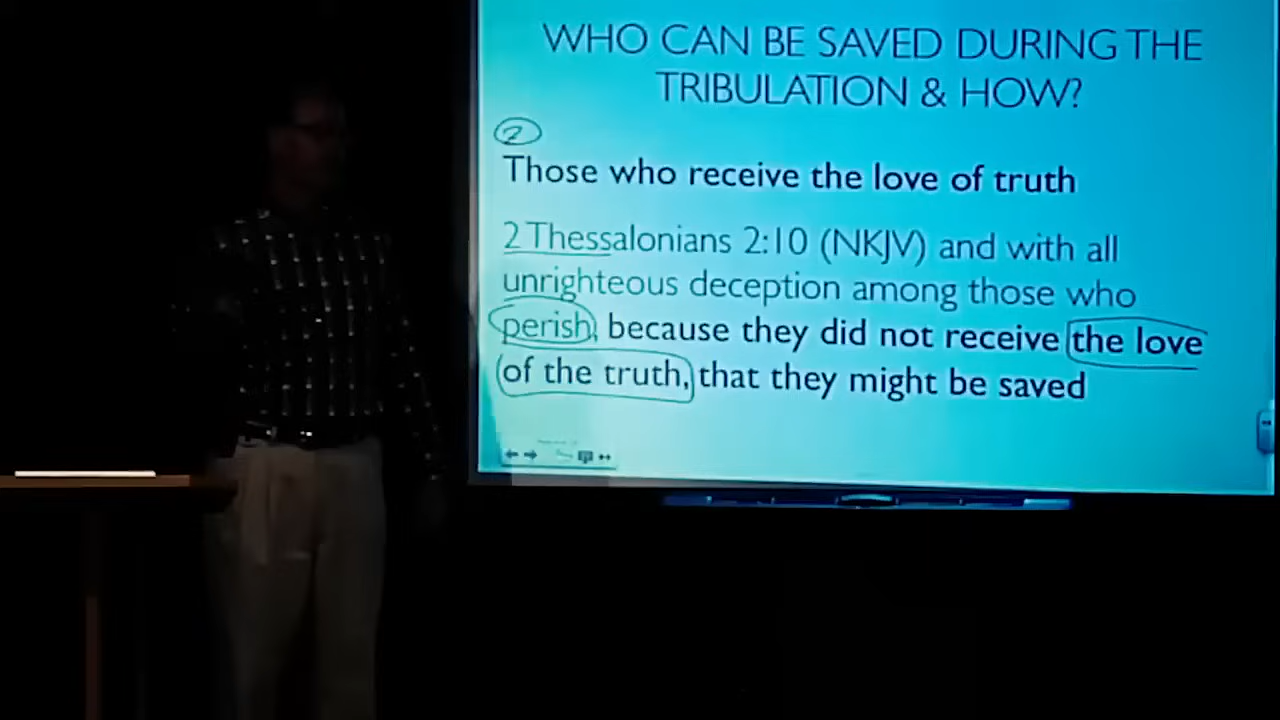 WHO CAN BE SAVED DURING THE
TRIBULATION & HOW?
2
Those who receive the love of truth
2 Thessalonians 2:10 (NKJV) and with all
unrighteous deception among those who
perish, because they did not receive the love
of the truth, that they might be saved